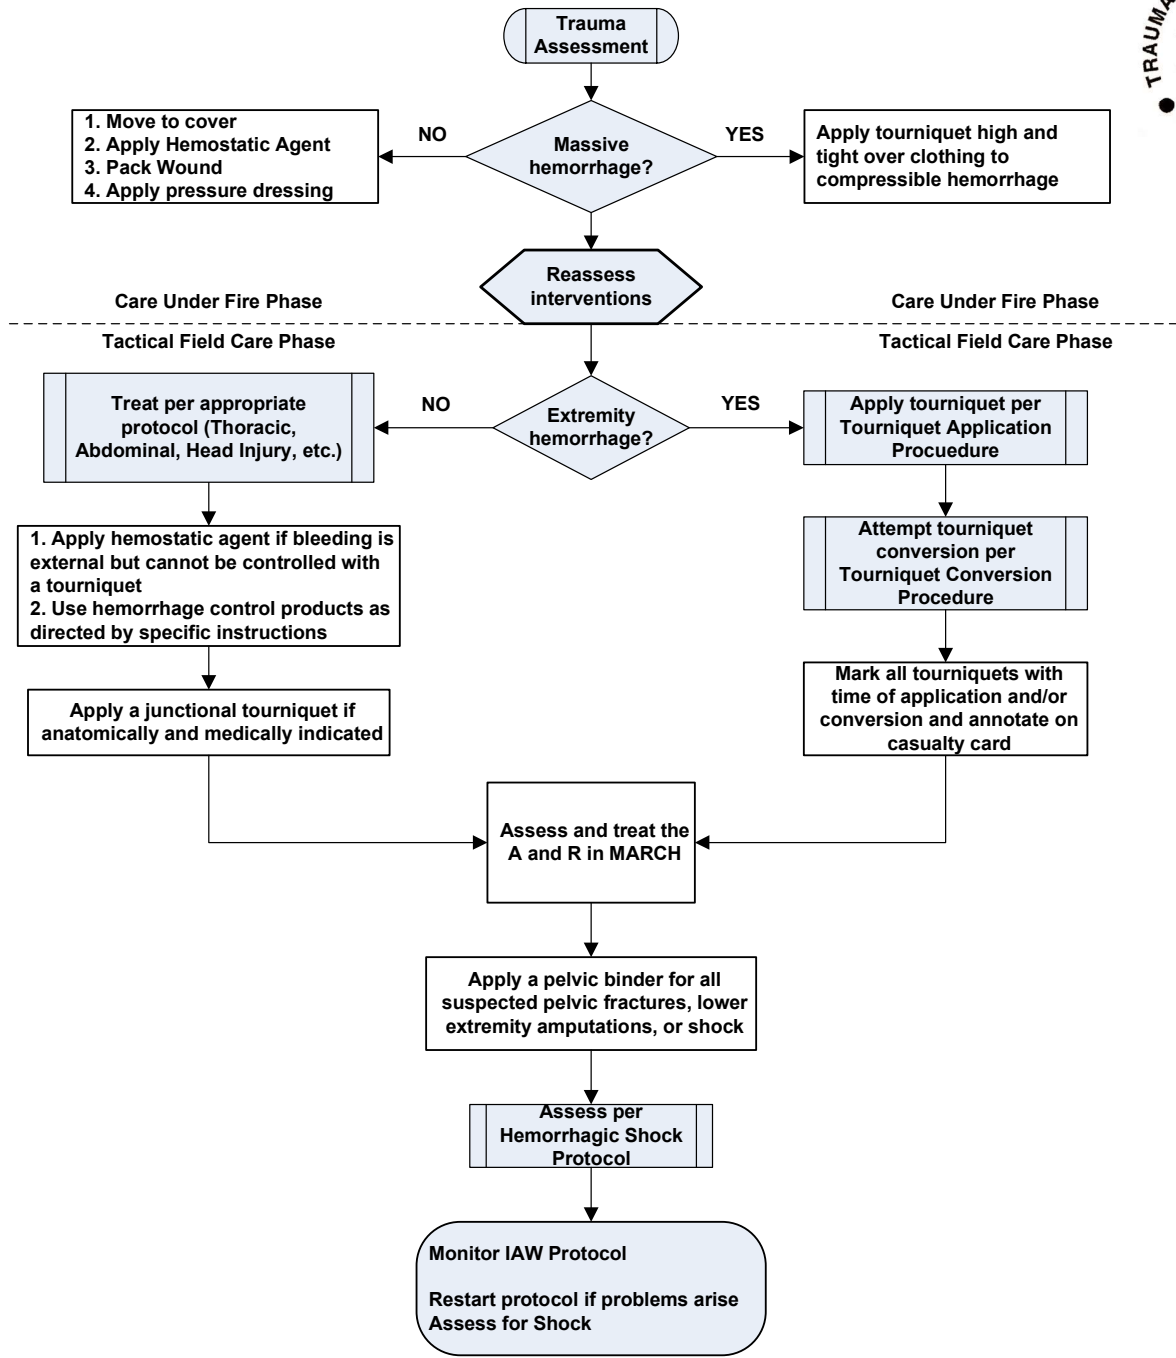 Trauma
Assessment
TRAUMA
1. Move to cover
2. Apply Hemostatic Agent
3. Pack Wound
4. Apply pressure dressing
NO
Massive
hemorrhage?
YES
Apply tourniquet high and
tight over clothing to
compressible hemorrhage
Reassess
interventions
Care Under Fire Phase
Care Under Fire Phase
Tactical Field Care Phase
Tactical Field Care Phase
Treat per appropriate
protocol (Thoracic,
Abdominal, Head Injury, etc.)
NO
Extremity
hemorrhage?
YES
Apply tourniquet per
Tourniquet Application
Procuedure
1. Apply hemostatic agent if bleeding is
external but cannot be controlled with
a tourniquet
2. Use hemorrhage control products as
directed by specific instructions
Attempt tourniquet
conversion per
Tourniquet Conversion
Procedure
Apply a junctional tourniquet if
anatomically and medically indicated
Mark all tourniquets with
time of application and/or
conversion and annotate on
casualty card
Assess and treat the
A and R in MARCH
Apply a pelvic binder for all
suspected pelvic fractures, lower
extremity amputations, or shock
Assess per
Hemorrhagic Shock
Protocol
Monitor IAW Protocol
Restart protocol if problems arise
Assess for Shock